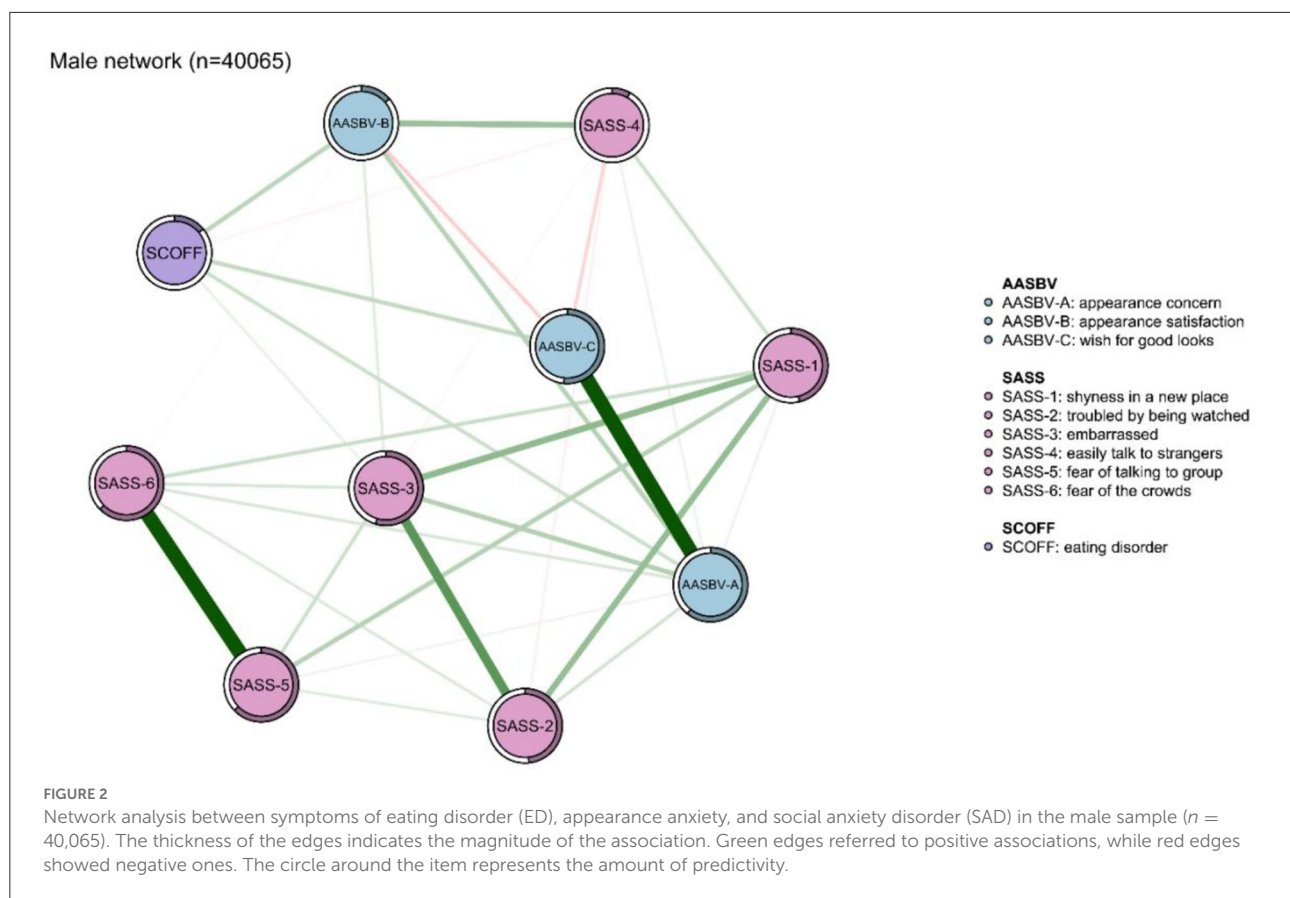 Male network (n=40065)
AASBV-B
SASS-4
SCOFF
AASBV-C
SASS-1
SASS-6
SASS-3
AASBV-A
SASS-5
SASS-2
AASBV
AASBV-A: appearance concern
AASBV-B: appearance satisfaction
AASBV-C: wish for good looks
SASS
SASS-1: shyness in a new place
SASS-2: troubled by being watched
SASS-3: embarrassed
SASS-4: easily talk to strangers
SASS-5: fear of talking to group
SASS-6: fear of the crowds
SCOFF
SCOFF: eating disorder
FIGURE 2
Network analysis between symptoms of eating disorder (ED), appearance anxiety, and social anxiety disorder (SAD) in the male sample (n =
40,065). The thickness of the edges indicates the magnitude of the association. Green edges referred to positive associations, while red edges
showed negative ones. The circle around the item represents the amount of predictivity.